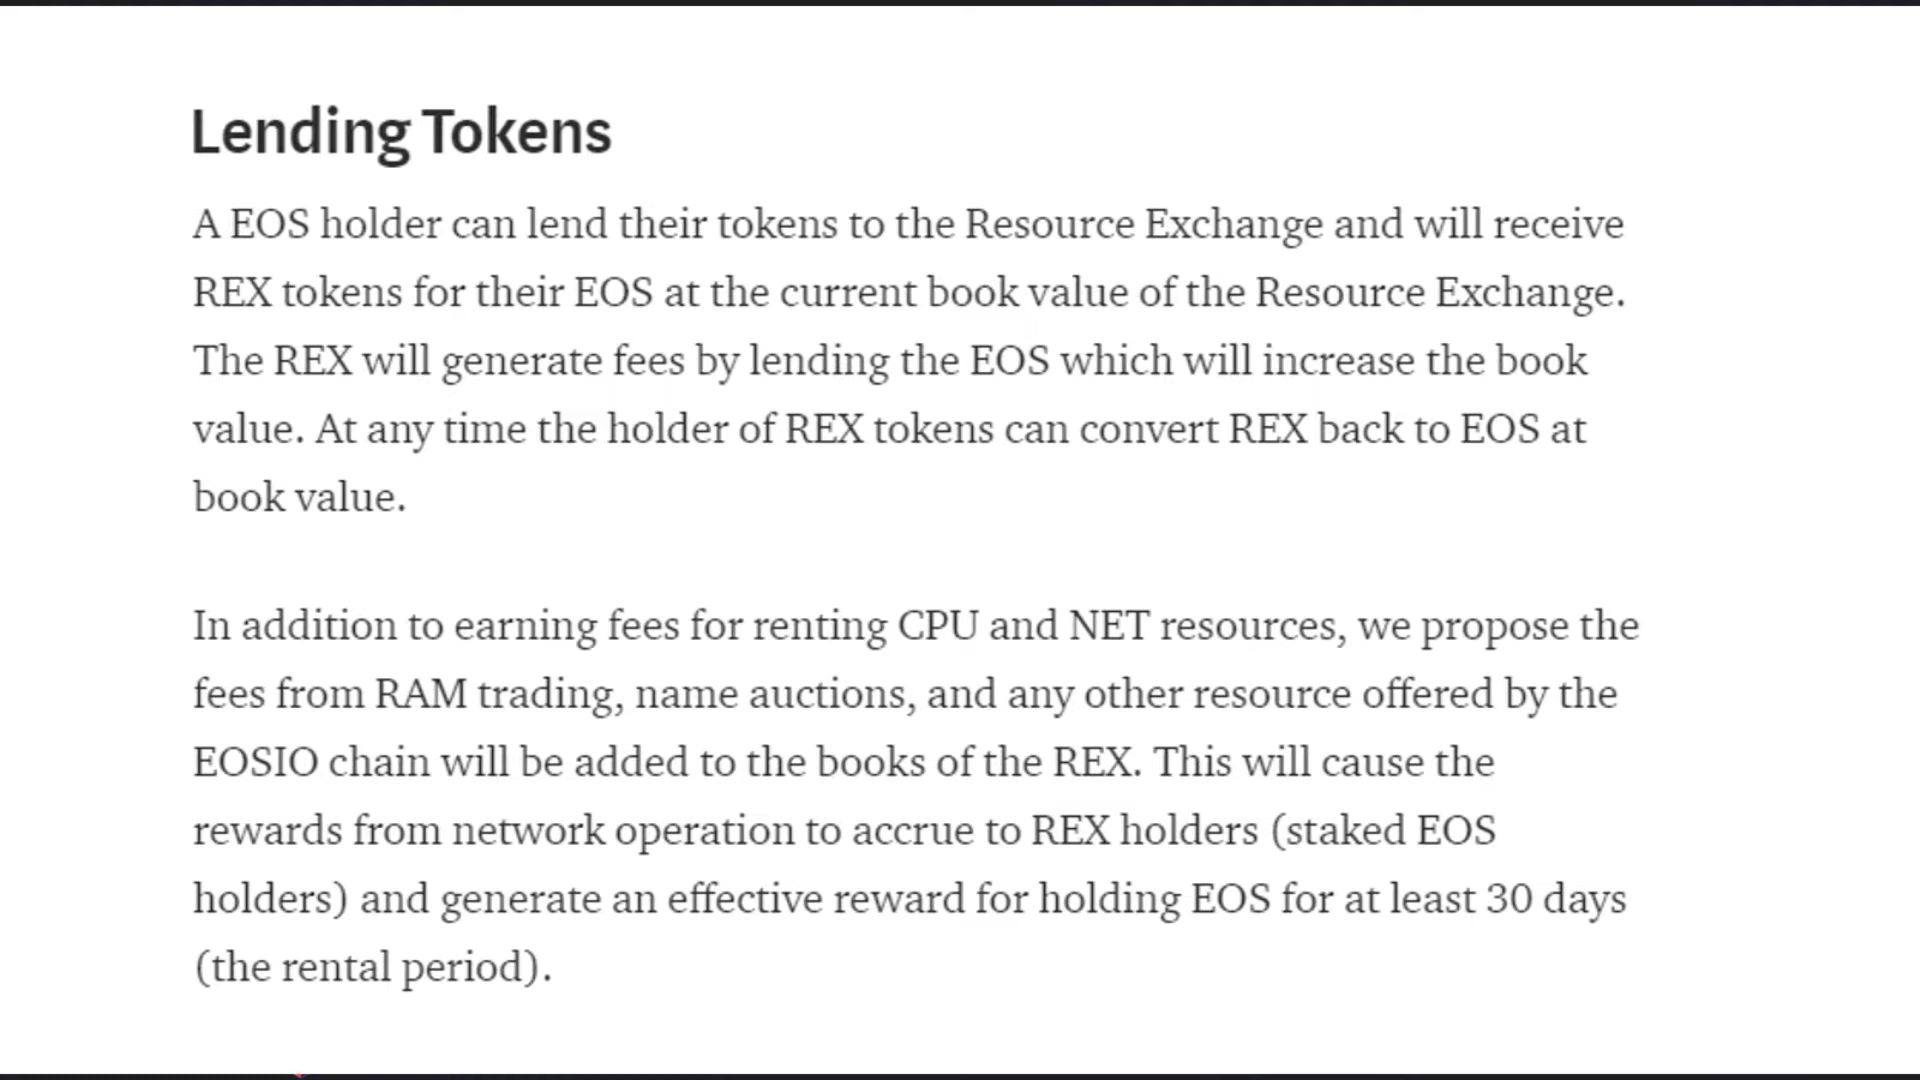 Lending Tokens
A EOS holder can lend their tokens to the Resource Exchange and will receive
REX tokens for their EOS at the current book value of the Resource Exchange.
The REX will generate fees by lending the EOS which will increase the book
value. At any time the holder of REX tokens can convert REX back to EOS at
book value.
In addition to earning fees for renting CPU and NET resources, we propose the
fees from RAM trading, name auctions, and any other resource offered by the
EOSIO chain will be added to the books of the REX. This will cause the
rewards from network operation to accrue to REX holders (staked EOS
holders) and generate an effective reward for holding EOS for at least 30 days
(the rental period).